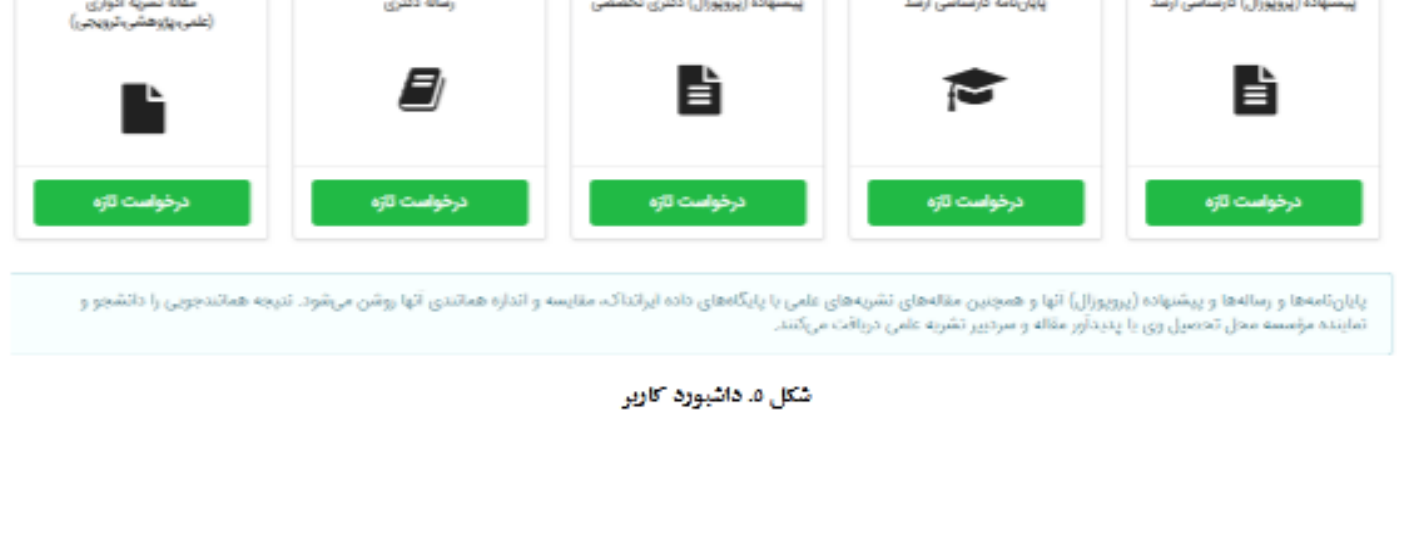 پیشنهاده (پروپوزال) کارشناسی ارشد
پایان‌نامه کارشناسی ارشد
پیشنهاده (پروپوزال) دکتری تخصصی
رساله دکتری
مقاله نشریه ادواری
(علمی‌پژوهشی‌ترویجی)
درخواست تازه
درخواست تازه
درخواست تازه
درخواست تازه
درخواست تازه
پایان‌نامه‌ها و رساله‌ها و پیشنهاده (پروپوزال) آنها و همچنین مقاله‌های نشریه‌های علمی با پایگاه‌های داده ایرانداک، مقایسه و اندازه همانندی آنها روشن می‌شود. نتیجه همانندجویی را دانشجو و
نماینده مؤسسه محل تحصیل وی یا پدیدآور مقاله و سردبیر نشریه علمی دریافت می‌کنند.
شکل ۵. داشبورد کاربر